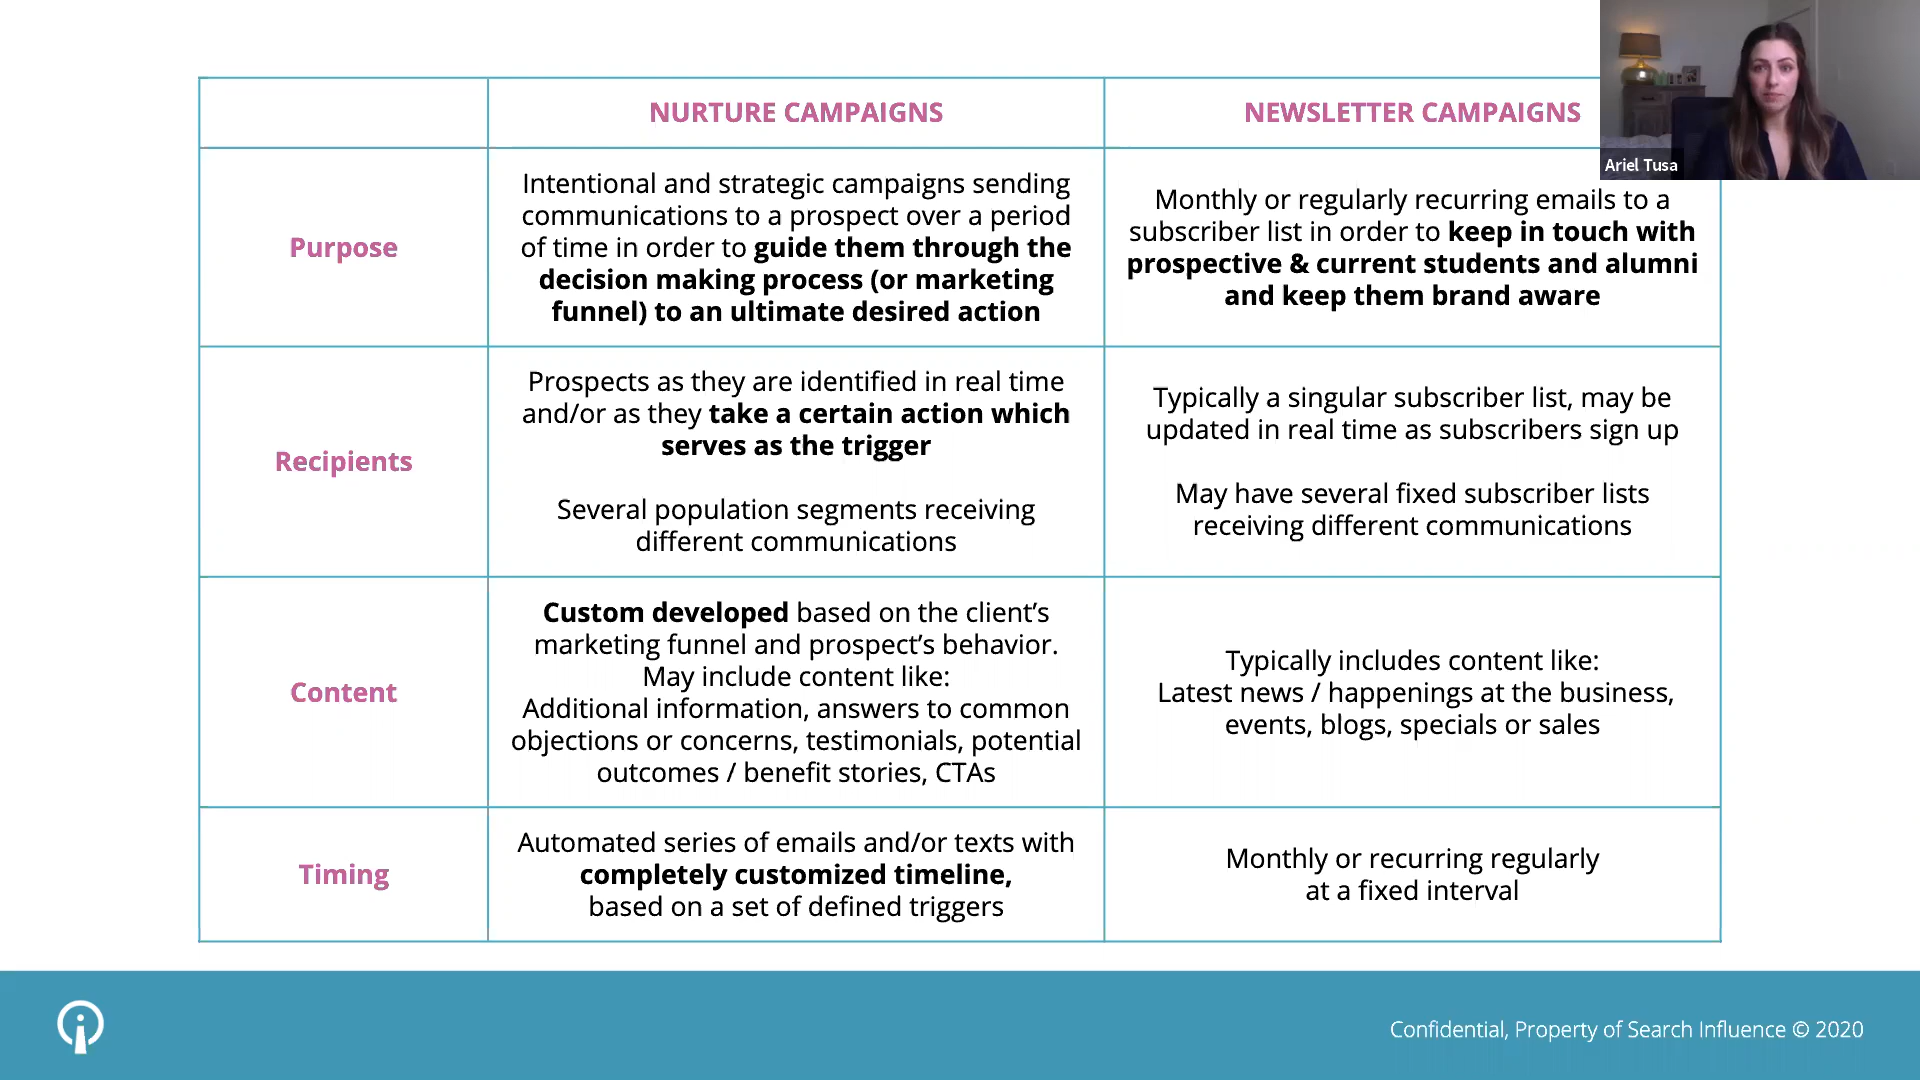 NURTURE CAMPAIGNS
NEWSLETTER CAMPAIGNS
Ariel Tusa
Purpose
Intentional and strategic campaigns sending
communications to a prospect over a period
of time in order to guide them through the
decision making process (or marketing
funnel) to an ultimate desired action
Monthly or regularly recurring emails to a
subscriber list in order to keep in touch with
prospective & current students and alumni
and keep them brand aware
Recipients
Prospects as they are identified in real time
and/or as they take a certain action which
serves as the trigger
Several population segments receiving
different communications
Typically a singular subscriber list, may be
updated in real time as subscribers sign up
May have several fixed subscriber lists
receiving different communications
Content
Custom developed based on the client’s
marketing funnel and prospect’s behavior.
May include content like:
Additional information, answers to common
objections or concerns, testimonials, potential
outcomes / benefit stories, CTAs
Typically includes content like:
Latest news / happenings at the business,
events, blogs, specials or sales
Timing
Automated series of emails and/or texts with
completely customized timeline,
based on a set of defined triggers
Monthly or recurring regularly
at a fixed interval
Confidential, Property of Search Influence © 2020